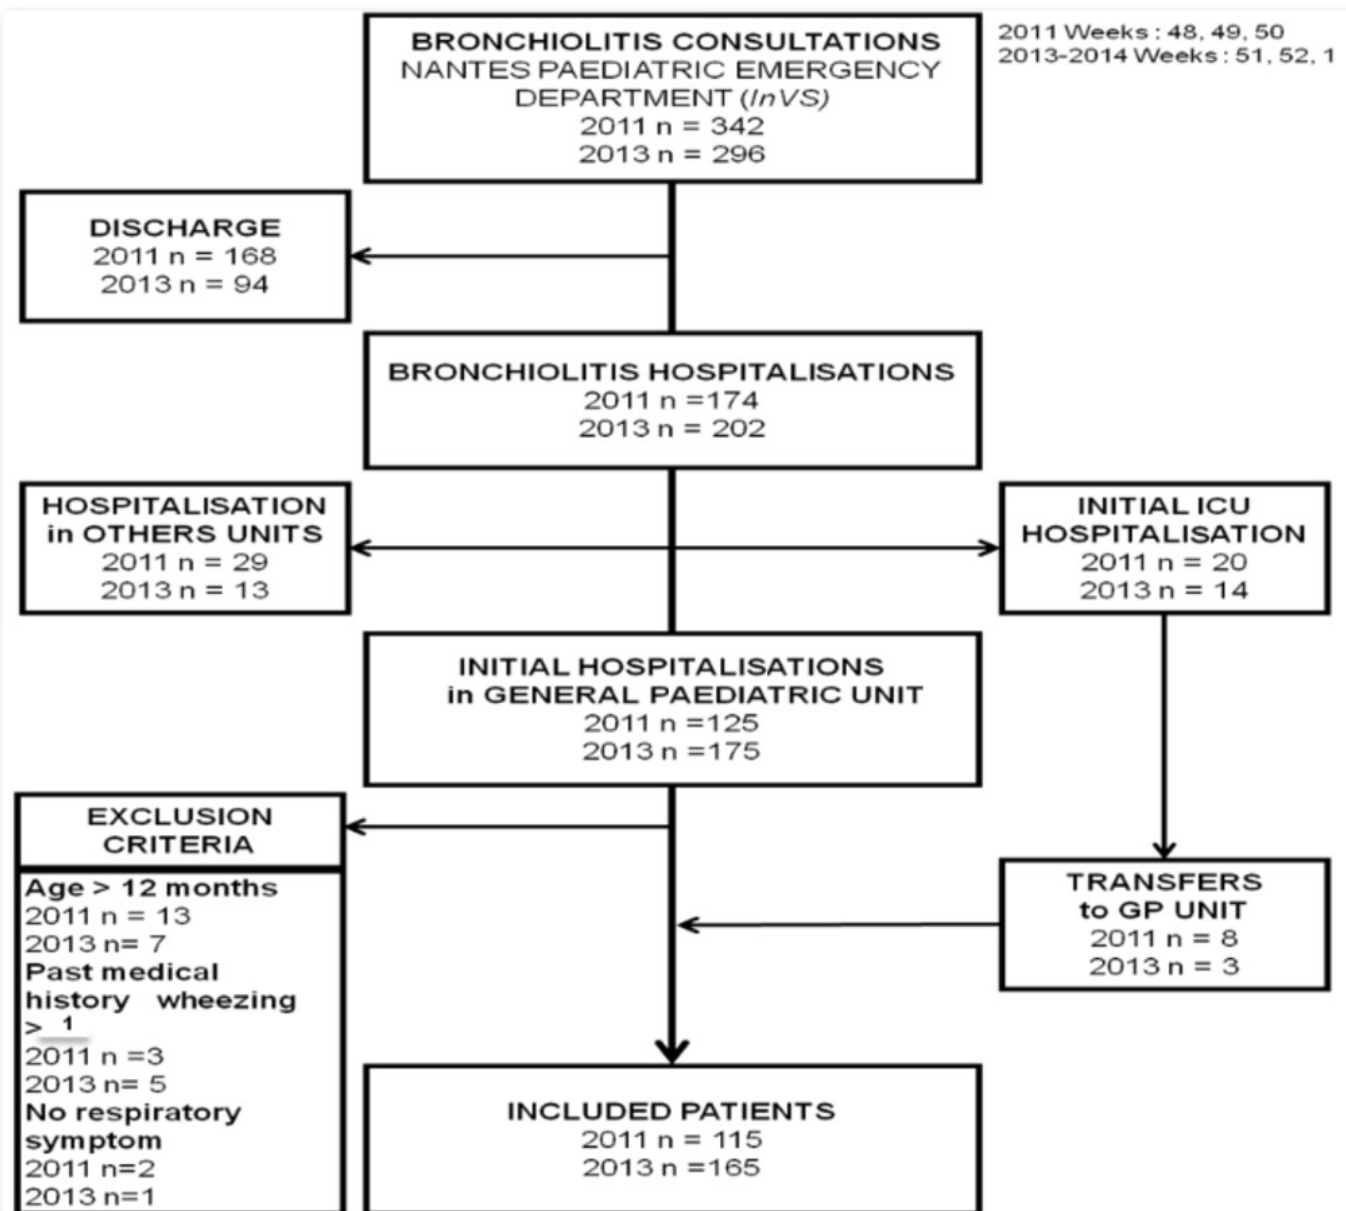 BRONCHIOLITIS CONSULTATIONS
NANTES PAEDIATRIC EMERGENCY
DEPARTMENT (InVS)
2011 n = 342
2013 n = 296
2011 Weeks : 48, 49, 50
2013-2014 Weeks : 51, 52, 1
DISCHARGE
2011 n = 168
2013 n = 94
BRONCHIOLITIS HOSPITALISATIONS
2011 n =174
2013 n = 202
HOSPITALISATION
in OTHERS UNITS
2011 n = 29
2013 n = 13
INITIAL ICU
HOSPITALISATION
2011 n = 20
2013 n = 14
INITIAL HOSPITALISATIONS
in GENERAL PAEDIATRIC UNIT
2011 n =125
2013 n =175
EXCLUSION
CRITERIA
Age > 12 months
2011 n = 13
2013 n= 7
Past medical
history wheezing
> 1
2011 n =3
2013 n= 5
No respiratory
symptom
2011 n=2
2013 n=1
TRANSFERS
to GP UNIT
2011 n = 8
2013 n = 3
INCLUDED PATIENTS
2011 n = 115
2013 n =165